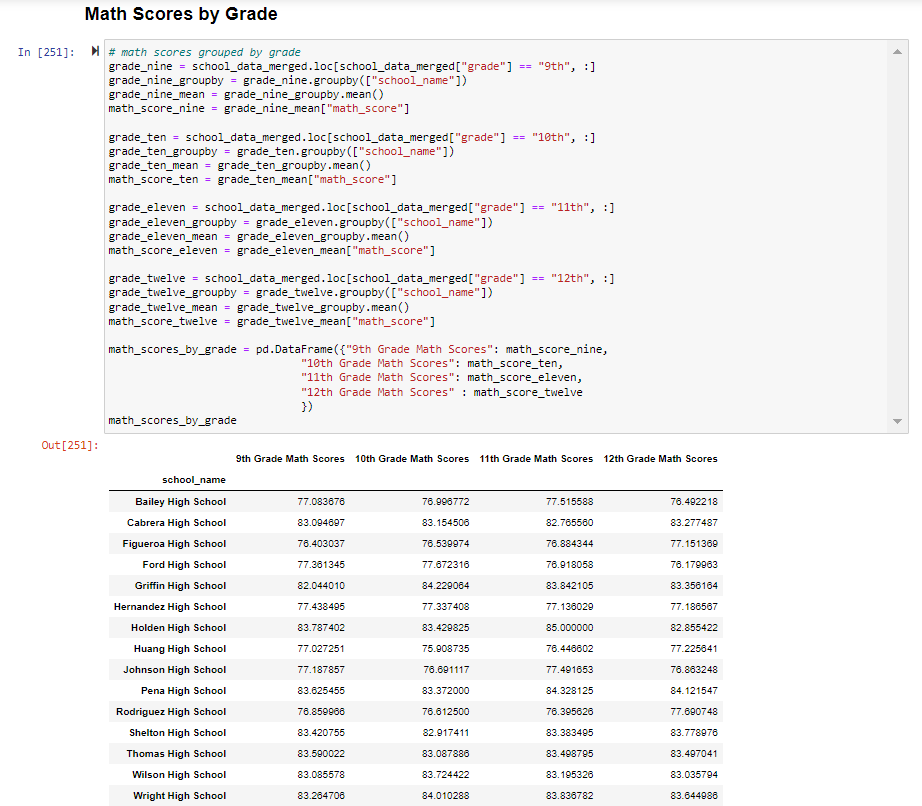 Math Scores by Grade
In [251]:
# math scores grouped by grade
grade_nine = school_data_merged.loc[school_data_merged["grade"] == "9th", :]
grade_nine_groupby = grade_nine.groupby(["school_name"])
grade_nine_mean = grade_nine_groupby.mean()
math_score_nine = grade_nine_mean["math_score"]
grade_ten = school_data_merged.loc[school_data_merged["grade"] == "10th", :]
grade_ten_groupby = grade_ten.groupby(["school_name"])
grade_ten_mean = grade_ten_groupby.mean()
math_score_ten = grade_ten_mean["math_score"]
grade_eleven = school_data_merged.loc[school_data_merged["grade"] == "11th", :]
grade_eleven_groupby = grade_eleven.groupby(["school_name"])
grade_eleven_mean = grade_eleven_groupby.mean()
math_score_eleven = grade_eleven_mean["math_score"]
grade_twelve = school_data_merged.loc[school_data_merged["grade"] == "12th", :]
grade_twelve_groupby = grade_twelve.groupby(["school_name"])
grade_twelve_mean = grade_twelve_groupby.mean()
math_score_twelve = grade_twelve_mean["math_score"]
math_scores_by_grade = pd.DataFrame({"9th Grade Math Scores": math_score_nine,
"10th Grade Math Scores": math_score_ten,
"11th Grade Math Scores": math_score_eleven,
"12th Grade Math Scores" : math_score_twelve
})
math_scores_by_grade
Out[251]:
9th Grade Math Scores 10th Grade Math Scores 11th Grade Math Scores 12th Grade Math Scores
school_name
Bailey High School 77.083676 76.996772 77.515588 76.492218
Cabrera High School 83.094697 83.154506 82.765560 83.277487
Figueroa High School 76.403037 76.539974 76.884344 77.151369
Ford High School 77.361345 77.672316 76.918058 76.179963
Griffin High School 82.044010 84.229064 83.842105 83.356164
Hernandez High School 77.438495 77.337408 77.136029 77.186567
Holden High School 83.787402 83.429825 85.000000 82.855422
Huang High School 77.027251 75.908735 76.446602 77.225641
Johnson High School 77.187857 76.691117 77.491653 76.863248
Pena High School 83.625455 83.372000 84.328125 84.121547
Rodriguez High School 76.859966 76.612500 76.395626 77.690748
Shelton High School 83.420755 82.917411 83.383495 83.778976
Thomas High School 83.590022 83.087886 83.498795 83.497041
Wilson High School 83.085578 83.724422 83.195326 83.035794
Wright High School 83.264706 84.010288 83.836782 83.644986